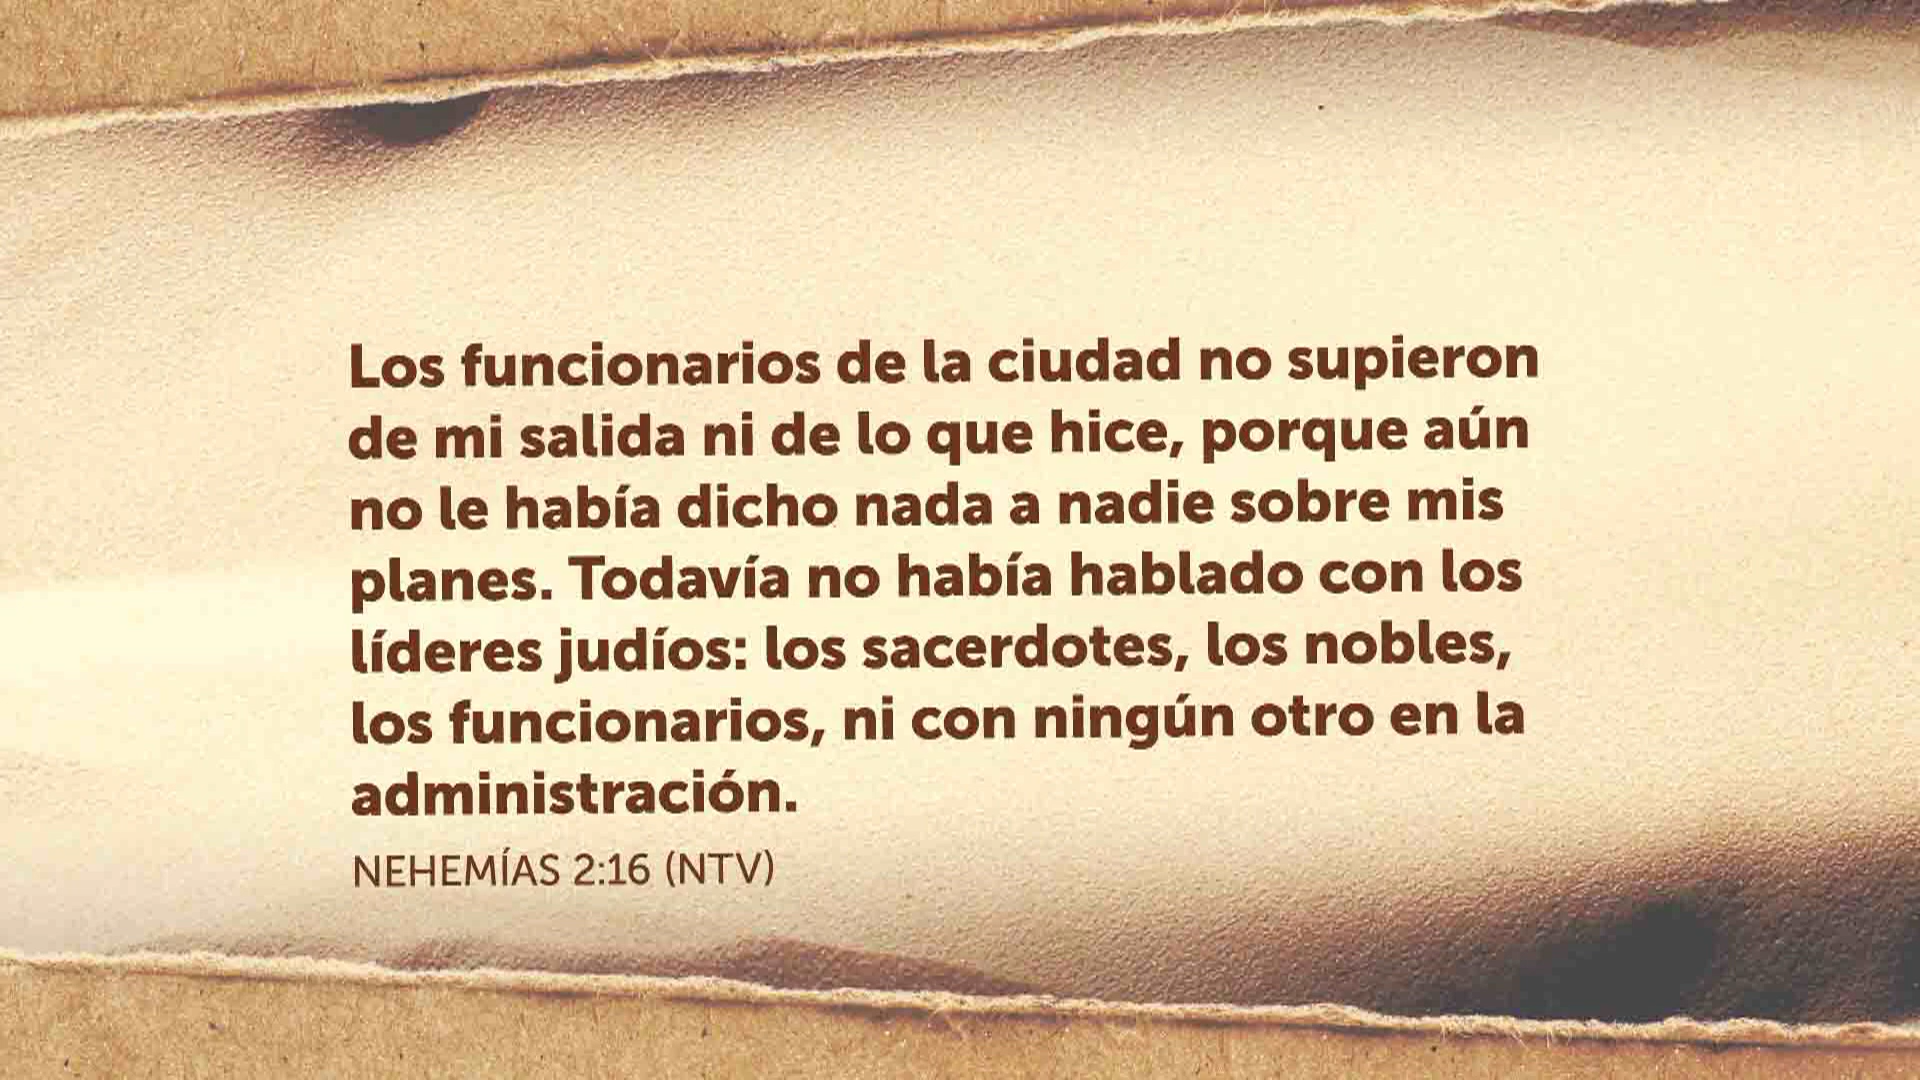 Los funcionarios de la ciudad no supieron
de mi salida ni de lo que hice, porque aún
no le había dicho nada a nadie sobre mis
planes. Todavía no había hablado con los
líderes judíos: los sacerdotes, los nobles,
los funcionarios, ni con ningún otro en la
administración.
NEHEMÍAS 2:16 (NTV)